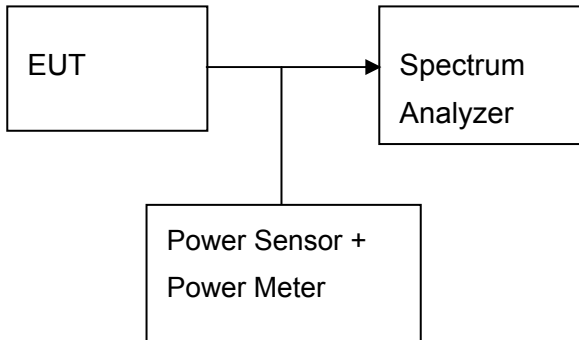 EUT
Spectrum
Analyzer
Power Sensor +
Power Meter